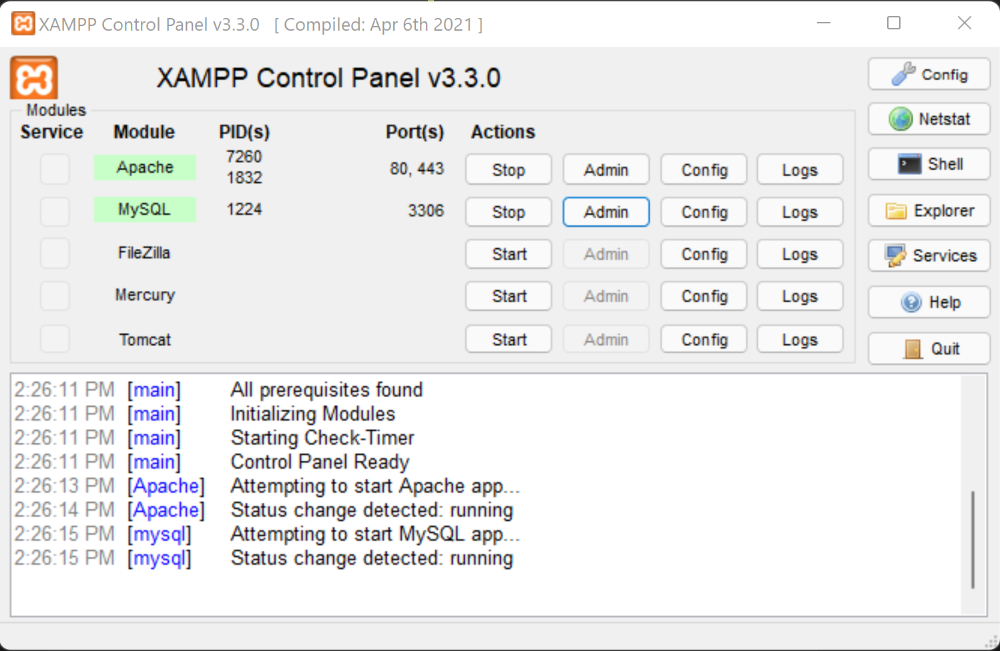 XAMPP Control Panel v3.3.0 [ Compiled: Apr 6th 2021 ]
XAMPP Control Panel v3.3.0
Config
Modules
Service Module PID(s) Port(s) Actions
Netstat
Apache 7260 80, 443 Stop Admin Config Logs
1832
Shell
MySQL 1224 3306 Stop Admin Config Logs
Explorer
FileZilla Start Admin Config Logs
Services
Mercury Start Admin Config Logs
Help
Tomcat Start Admin Config Logs
Quit
2:26:11 PM [main] All prerequisites found
2:26:11 PM [main] Initializing Modules
2:26:11 PM [main] Starting Check-Timer
2:26:11 PM [main] Control Panel Ready
2:26:13 PM [Apache] Attempting to start Apache app...
2:26:14 PM [Apache] Status change detected: running
2:26:15 PM [mysql] Attempting to start MySQL app...
2:26:15 PM [mysql] Status change detected: running